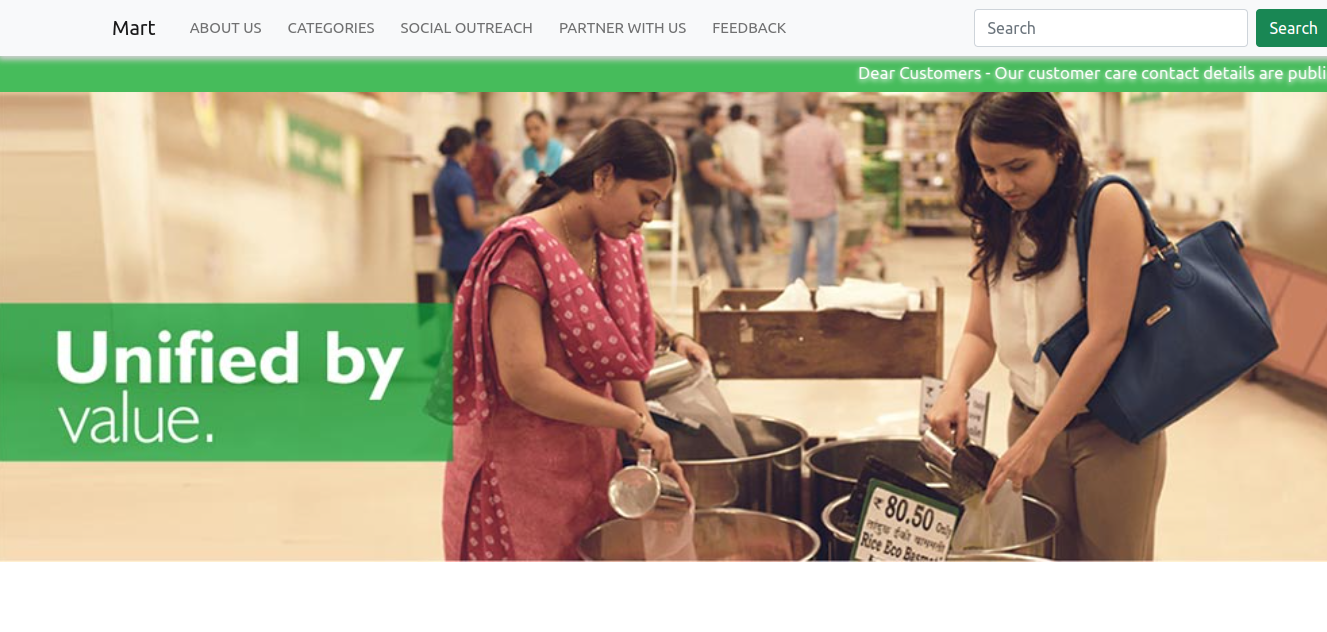 Mart ABOUT US CATEGORIES SOCIAL OUTREACH PARTNER WITH US FEEDBACK Search Search
Dear Customers - Our customer care contact details are publi
Unified by
value.
₹ 80.50 Only
Rice Eco Basmati